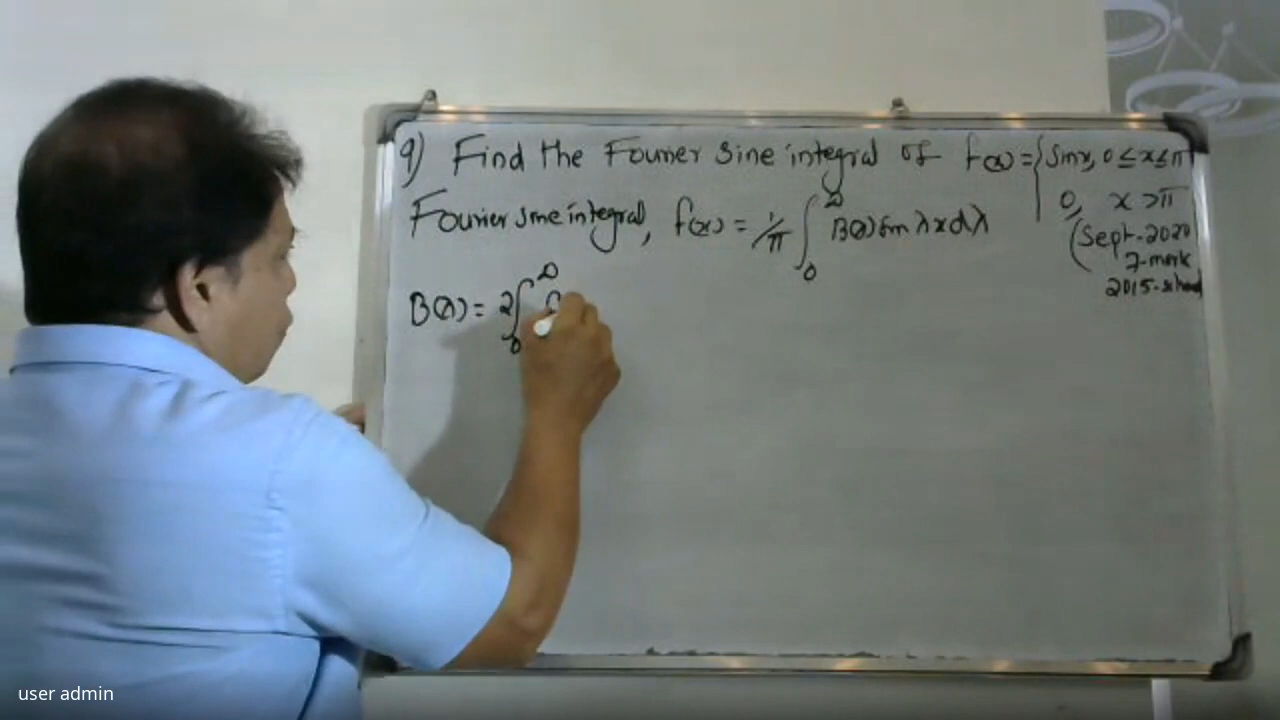 9) Find the Fourier Sine integral of f(x) = { Sinx, 0 ≤ x ≤ π
0, x > π
Fourier sine integral, f(x) = 1/π ∫₀^∞ B(λ) sin λx dλ
(Sept-2020
7-mark
2015-scheme
B(λ) = 2∫₀^∞
user admin